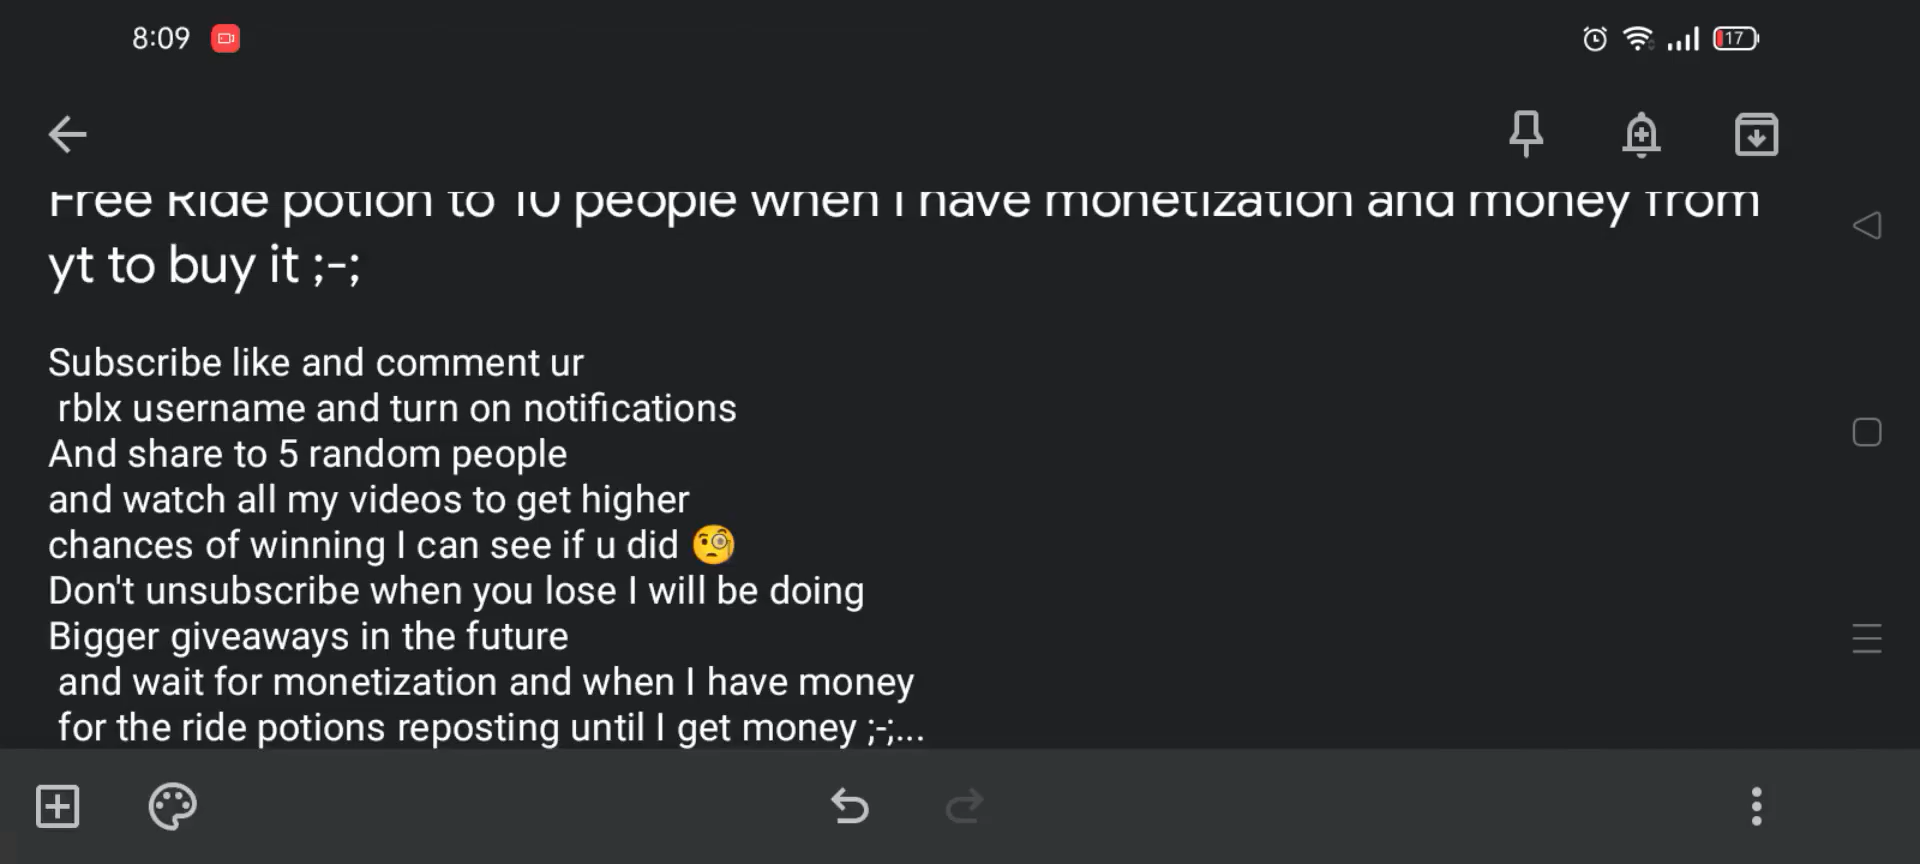 8:09
17
Free Ride potion to 10 people when I have monetization and money from
yt to buy it ;-;
Subscribe like and comment ur
rblx username and turn on notifications
And share to 5 random people
and watch all my videos to get higher
chances of winning I can see if u did 🧐
Don't unsubscribe when you lose I will be doing
Bigger giveaways in the future
and wait for monetization and when I have money
for the ride potions reposting until I get money ;-;...